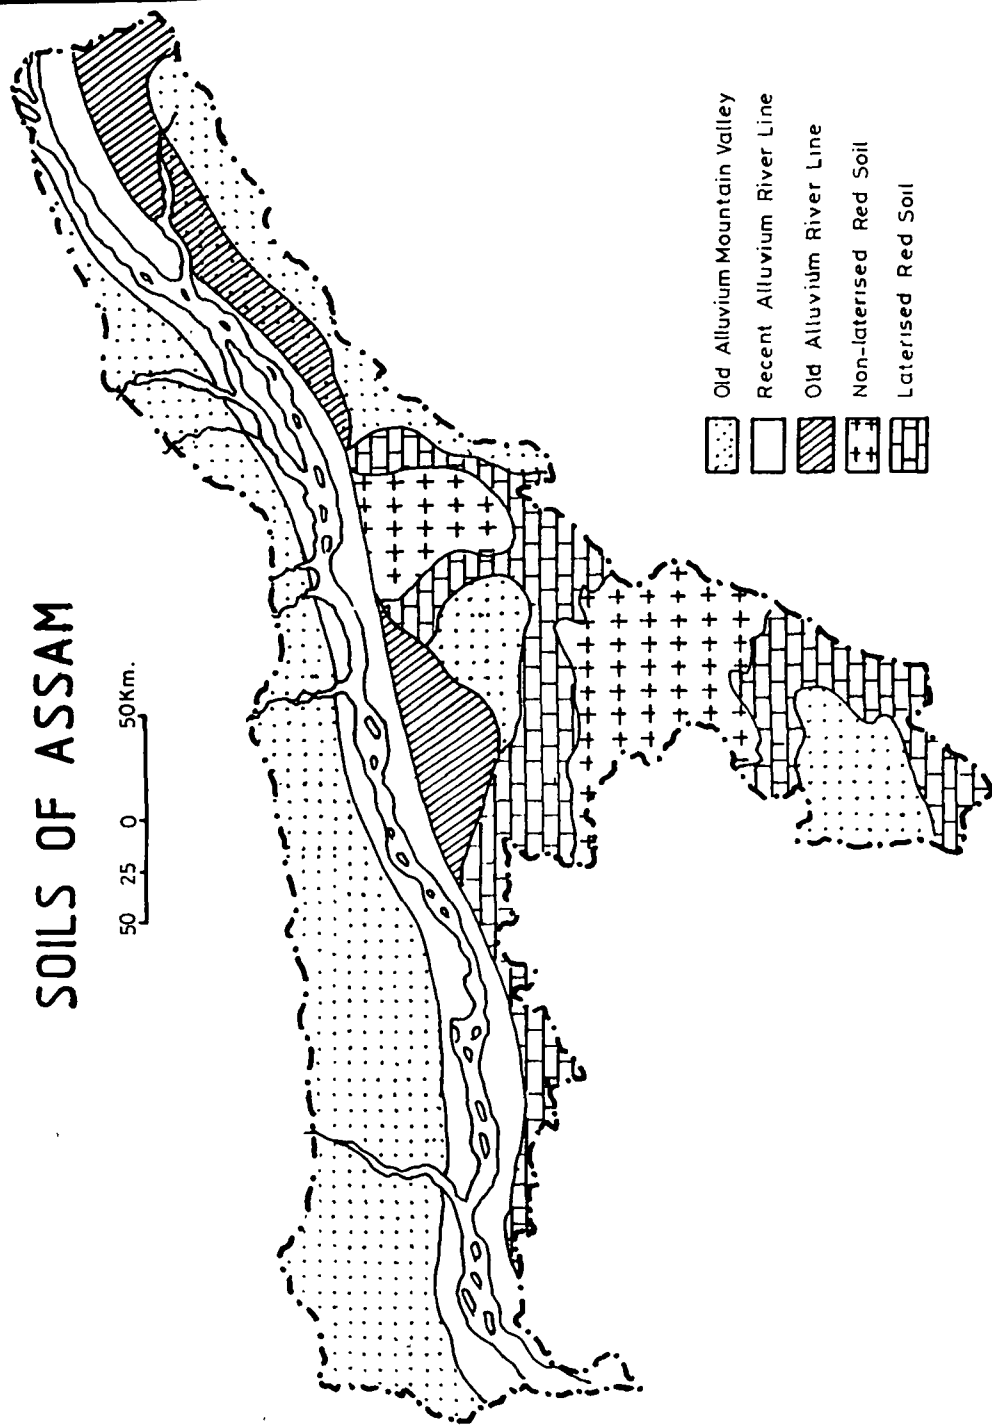 SOILS OF ASSAM
50 25 0 50Km.
Old Alluvium Mountain Valley
Recent Alluvium River Line
Old Alluvium River Line
Non-laterised Red Soil
Laterised Red Soil